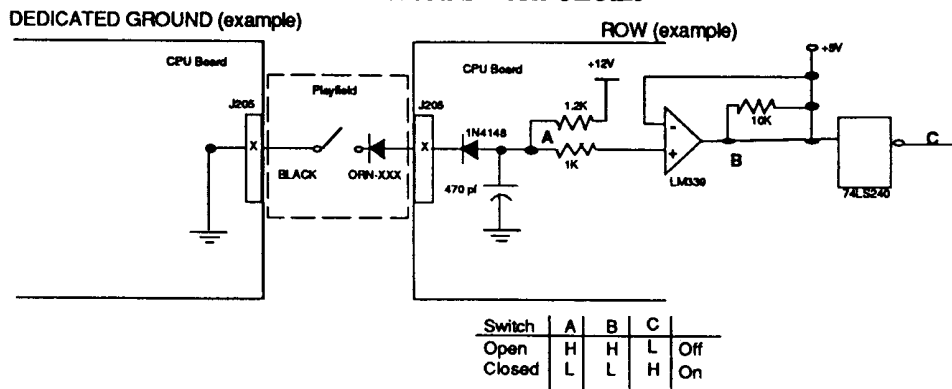 DEDICATED GROUND (example)
ROW (example)
CPU Board
CPU Board
+12V
+5V
Playfield
J205
J205
1N4148
1.2K
A
1K
-
+
LM339
10K
B
C
74LS240
X
X
BLACK
ORN-XXX
470 pf
Switch A B C
Open H H L Off
Closed L L H On